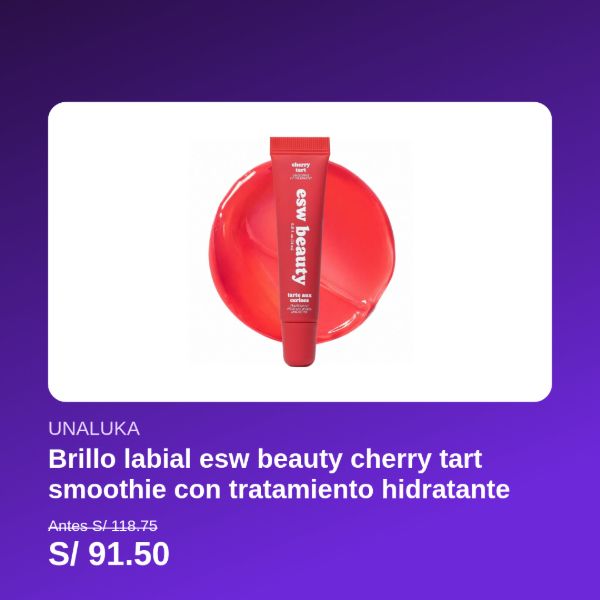 cherry
tart
esw beauty
tarte aux
cerises
UNALUKA
Brillo labial esw beauty cherry tart
smoothie con tratamiento hidratante
Antes S/ 118.75
S/ 91.50